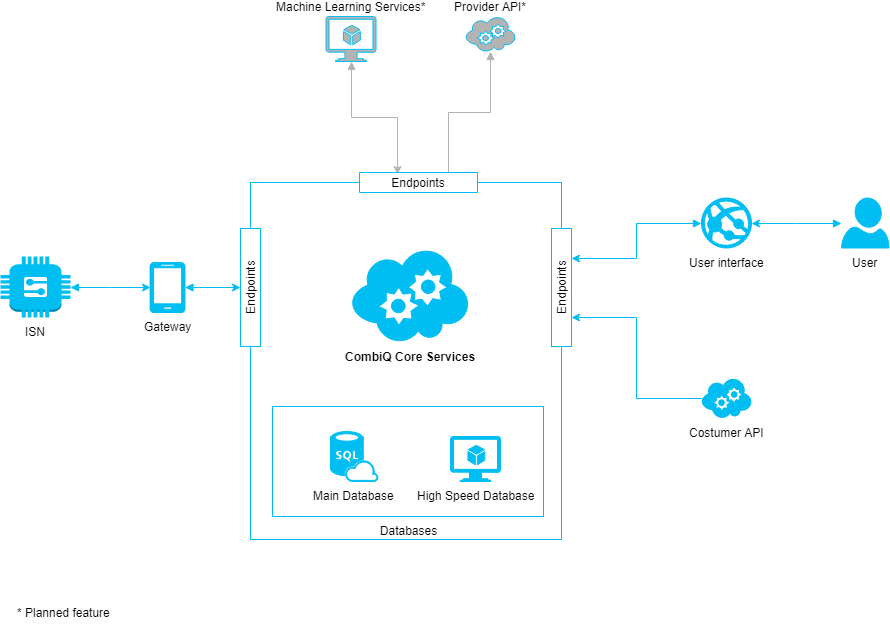 Machine Learning Services*
Provider API*
Endpoints
Endpoints
Endpoints
User interface
User
ISN
Gateway
CombiQ Core Services
Costumer API
SQL
Main Database
High Speed Database
Databases
* Planned feature